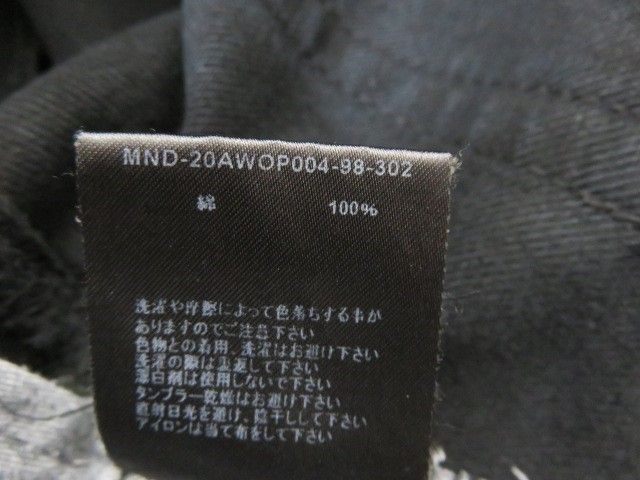 MND-20AWOP004-98-302
綿 100%
洗濯や摩擦によって色落ちする事が
ありますのでご注意下さい
色物との着用、洗濯はお避け下さい
洗濯の際は裏返して下さい
漂白剤は使用しないで下さい
タンブラー乾燥はお避け下さい
直射日光を避け、陰干しして下さい
アイロンは当て布をして下さい